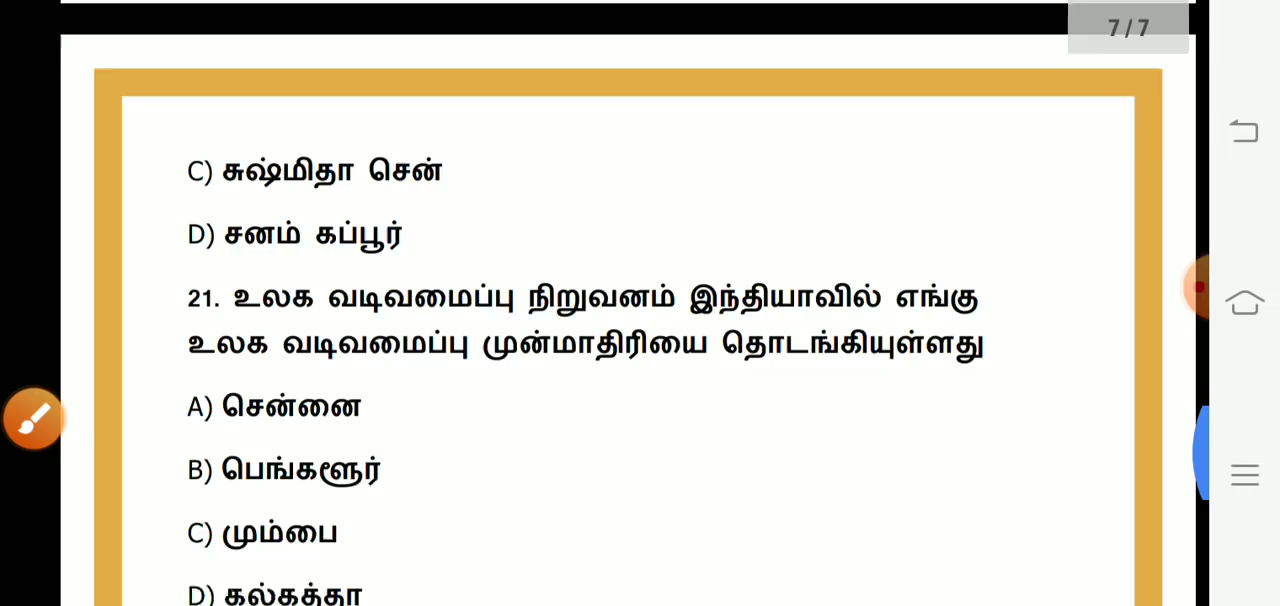 7/7
C) சுஷ்மிதா சென்
D) சனம் கப்பூர்
21. உலக வடிவமைப்பு நிறுவனம் இந்தியாவில் எங்கு
உலக வடிவமைப்பு முன்மாதிரியை தொடங்கியுள்ளது
A) சென்னை
B) பெங்களூர்
C) மும்பை
D) கல்கத்தா